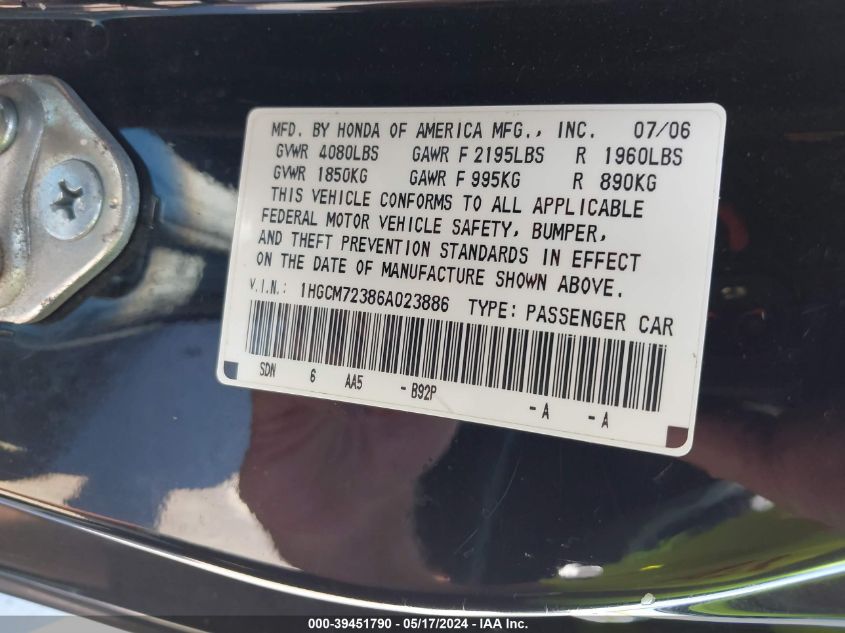 MFD. BY HONDA OF AMERICA MFG., INC. 07/06
GVWR 4080LBS GAWR F 2195LBS R 1960LBS
GVWR 1850KG GAWR F 995KG R 890KG
THIS VEHICLE CONFORMS TO ALL APPLICABLE
FEDERAL MOTOR VEHICLE SAFETY, BUMPER,
AND THEFT PREVENTION STANDARDS IN EFFECT
ON THE DATE OF MANUFACTURE SHOWN ABOVE.
V.I.N.: 1HGCM72386A023886 TYPE: PASSENGER CAR
SDN 6 AA5 -B92P -A -A
000-39451790 - 05/17/2024 - IAA Inc.